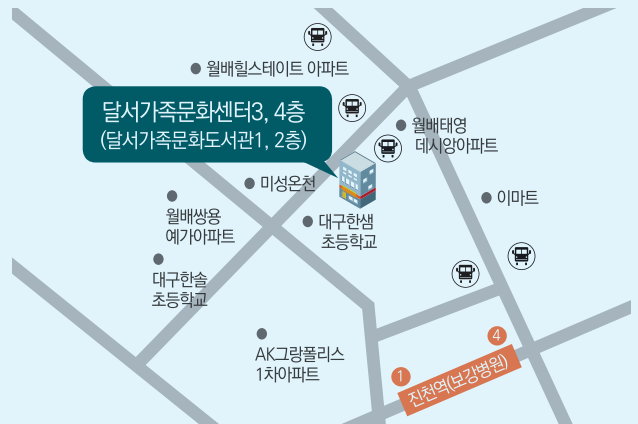 월배힐스테이트 아파트
달서가족문화센터3, 4층
(달서가족문화도서관1, 2층)
월배태영
데시앙아파트
미성온천
이마트
월배쌍용
예가아파트
대구한샘
초등학교
대구한솔
초등학교
AK그랑폴리스
1차아파트
4
1
진천역(보강병원)